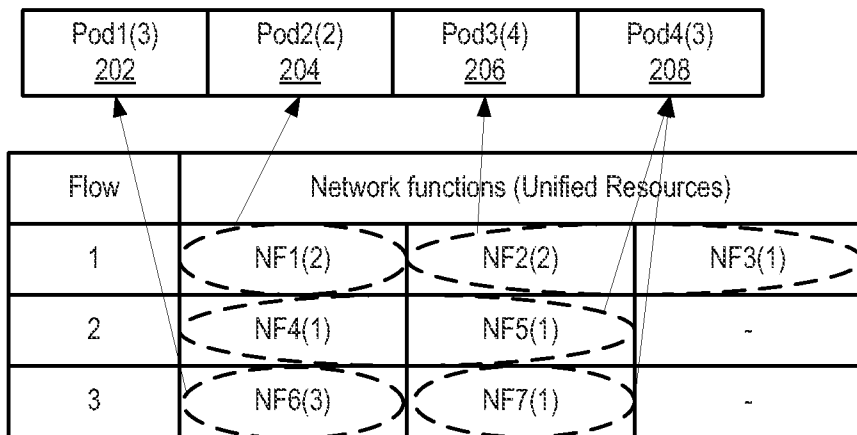 Pod1(3) Pod2(2) Pod3(4) Pod4(3)
202 204 206 208
Flow Network functions (Unified Resources)
1 NF1(2) NF2(2) NF3(1)
2 NF4(1) NF5(1) -
3 NF6(3) NF7(1) -